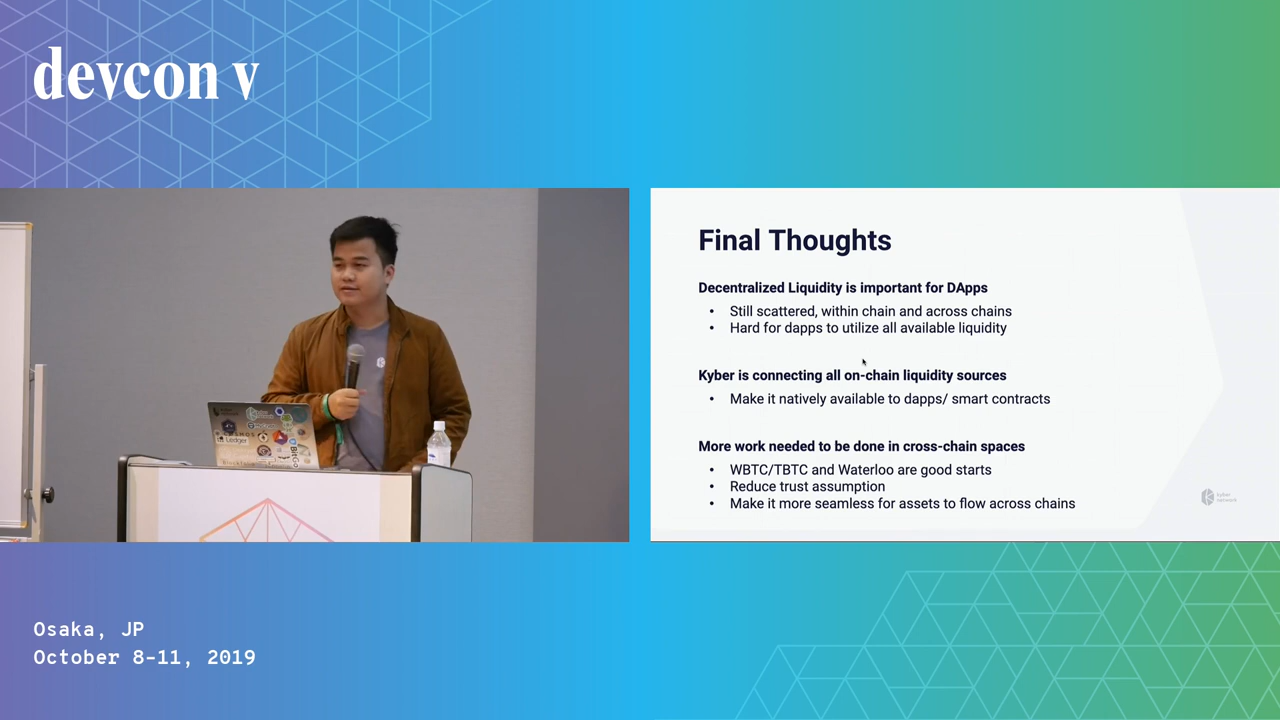 devcon v
Final Thoughts
Decentralized Liquidity is important for DApps
• Still scattered, within chain and across chains
• Hard for dapps to utilize all available liquidity
Kyber is connecting all on-chain liquidity sources
• Make it natively available to dapps/ smart contracts
More work needed to be done in cross-chain spaces
• WBTC/TBTC and Waterloo are good starts
• Reduce trust assumption
• Make it more seamless for assets to flow across chains
kyber
network
Ledger
BitGo
Osaka, JP
October 8-11, 2019